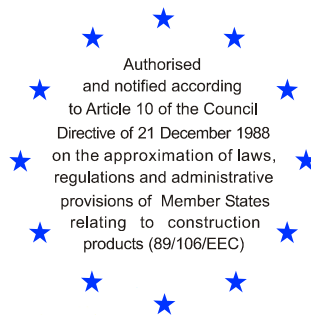 Authorised
and notified according
to Article 10 of the Council
Directive of 21 December 1988
on the approximation of laws,
regulations and administrative
provisions of Member States
relating to construction
products (89/106/EEC)